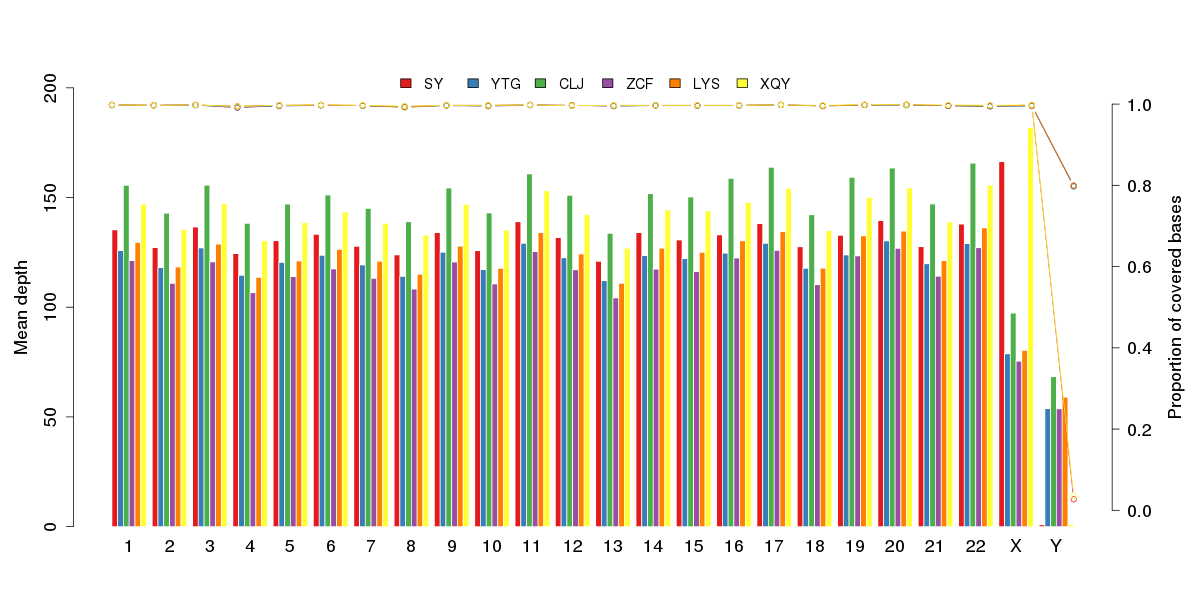 SY YTG CLJ ZCF LYS XQY
200
150
100
50
0
Mean depth
1.0
0.8
0.6
0.4
0.2
0.0
Proportion of covered bases
1 2 3 4 5 6 7 8 9 10 11 12 13 14 15 16 17 18 19 20 21 22 X Y